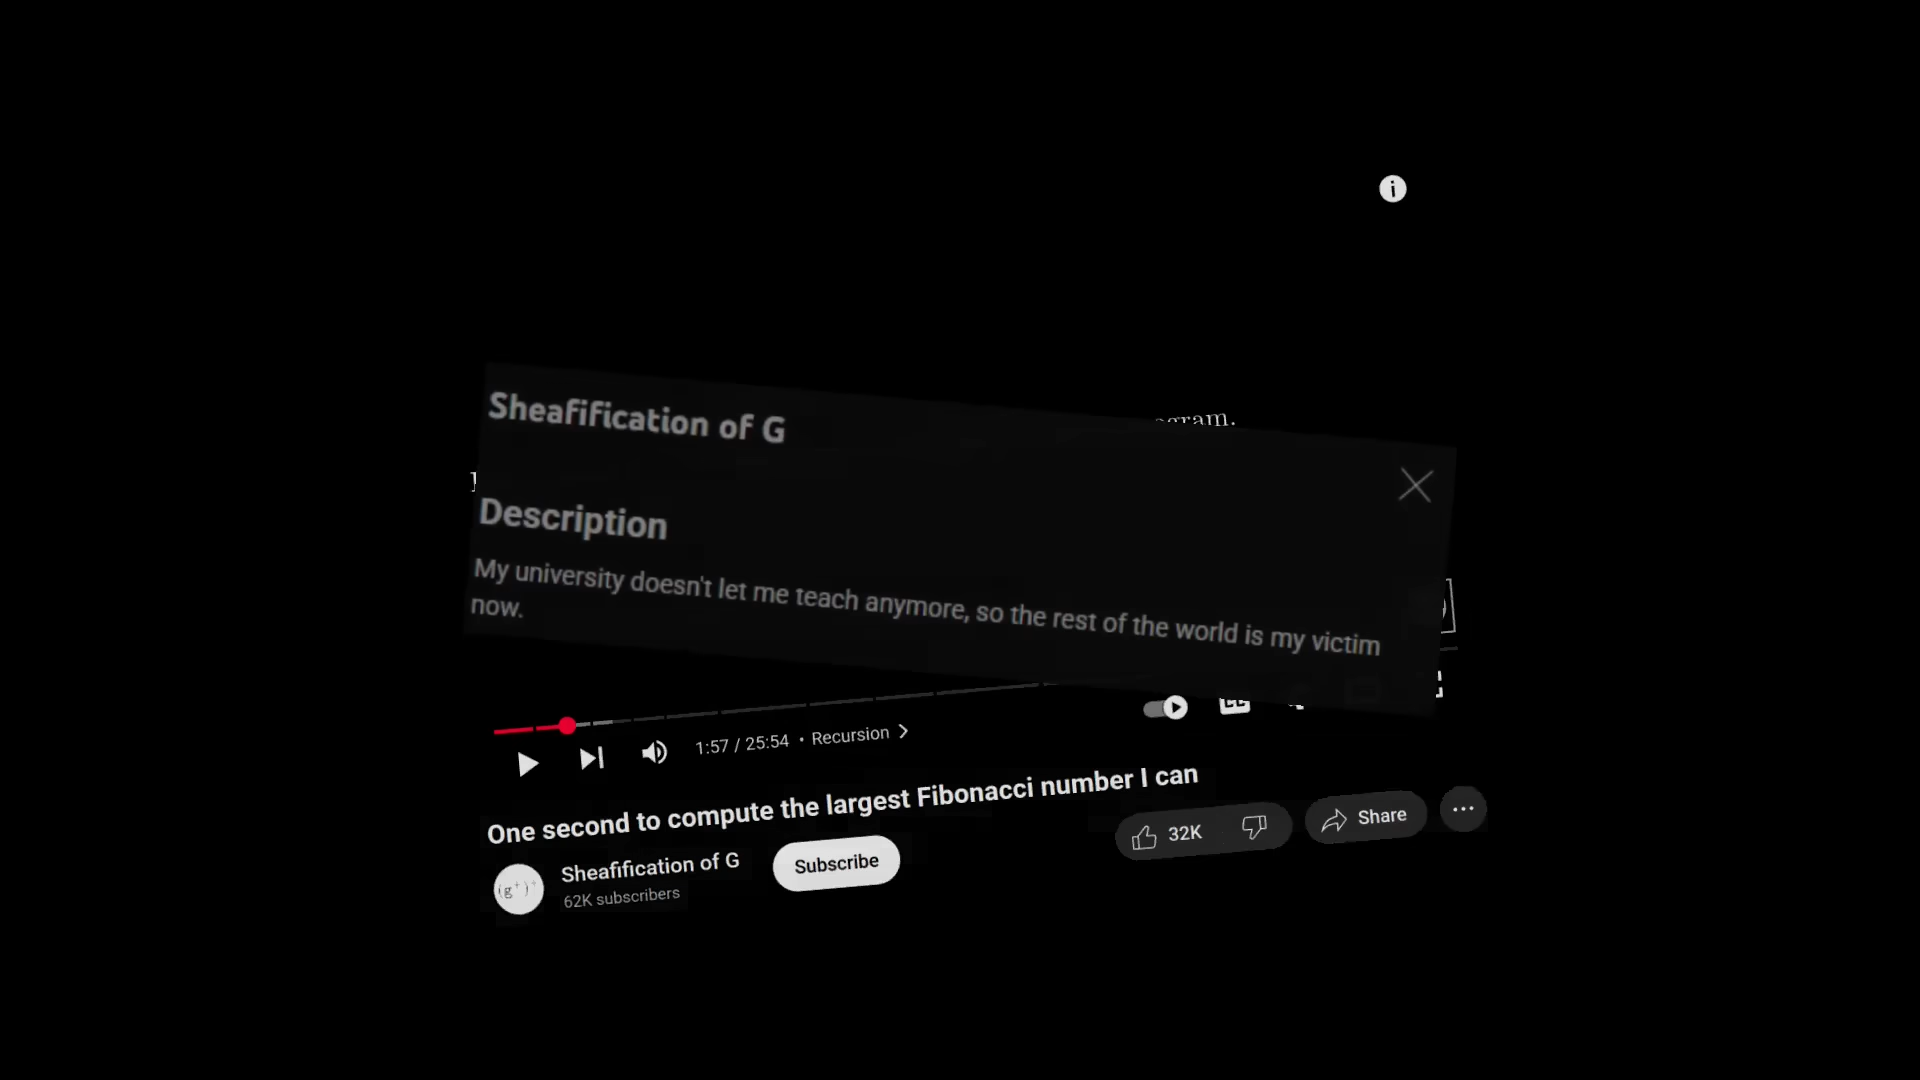 Sheafification of G
Description
My university doesn't let me teach anymore, so the rest of the world is my victim
now.
1:57 / 25:54 • Recursion
One second to compute the largest Fibonacci number I can
Sheafification of G
62K subscribers
Subscribe
32K
Share
(g⁺)⁺